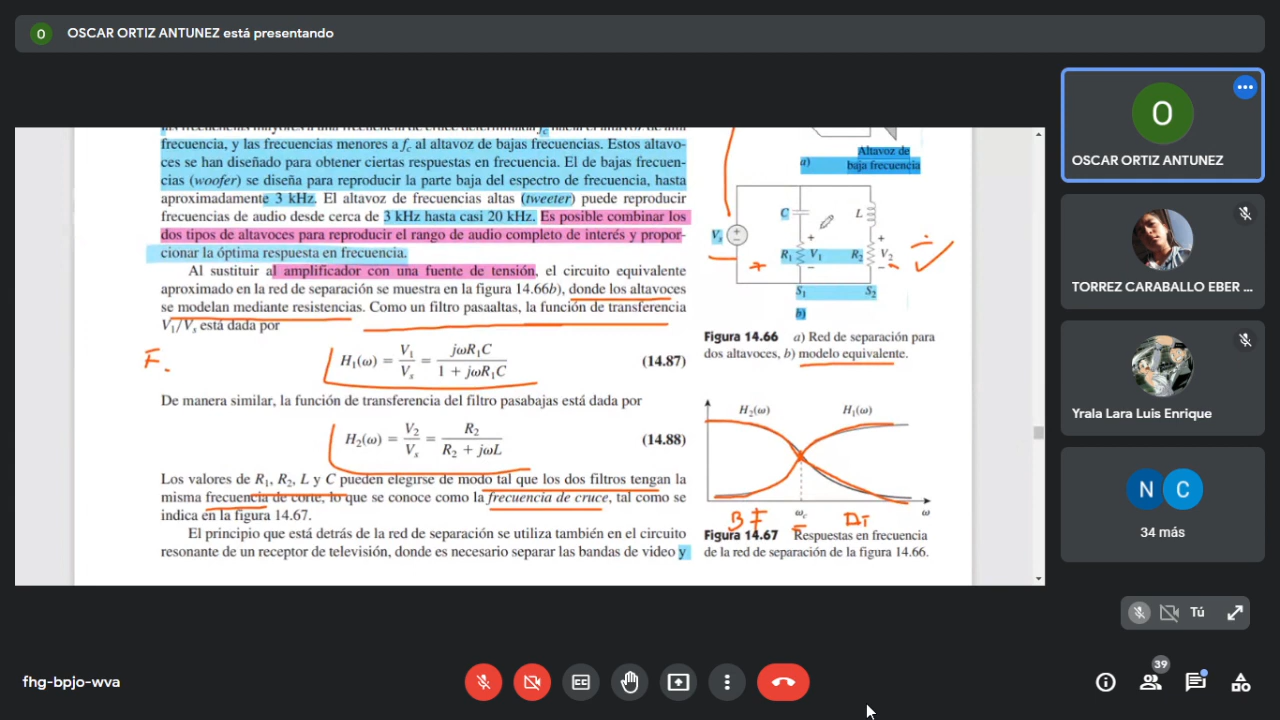 O OSCAR ORTIZ ANTUNEZ está presentando
frecuencia, y las frecuencias menores a fc al altavoz de bajas frecuencias. Estos altavo-
ces se han diseñado para obtener ciertas respuestas en frecuencia. El de bajas frecuen-
cias (woofer) se diseña para reproducir la parte baja del espectro de frecuencia, hasta
aproximadamente 3 kHz. El altavoz de frecuencias altas (tweeter) puede reproducir
frecuencias de audio desde cerca de 3 kHz hasta casi 20 kHz. Es posible combinar los
dos tipos de altavoces para reproducir el rango de audio completo de interés y propor-
cionar la óptima respuesta en frecuencia.
Al sustituir al amplificador con una fuente de tensión, el circuito equivalente
aproximado en la red de separación se muestra en la figura 14.66b), donde los altavoces
se modelan mediante resistencias. Como un filtro pasaaltas, la función de transferencia
V1/Vs está dada por
F.
H1(ω) = V1/Vs = jωR1C/(1 + jωR1C) (14.87)
De manera similar, la función de transferencia del filtro pasabajas está dada por
H2(ω) = V2/Vs = R2/(R2 + jωL) (14.88)
Los valores de R1, R2, L y C pueden elegirse de modo tal que los dos filtros tengan la
misma frecuencia de corte, lo que se conoce como la frecuencia de cruce, tal como se
indica en la figura 14.67.
El principio que está detrás de la red de separación se utiliza también en el circuito
resonante de un receptor de televisión, donde es necesario separar las bandas de video y
a) Altavoz de
baja frecuencia
C L
Vs + −
+ +
R1 V1 R2 V2
− −
S1 S2
b)
Figura 14.66 a) Red de separación para
dos altavoces, b) modelo equivalente.
H2(ω) H1(ω)
ωc ω
BF
Figura 14.67 Respuestas en frecuencia
de la red de separación de la figura 14.66.
O
OSCAR ORTIZ ANTUNEZ
TORREZ CARABALLO EBER ...
Yrala Lara Luis Enrique
N C
34 más
Tú
fhg-bpjo-wva
CC
39